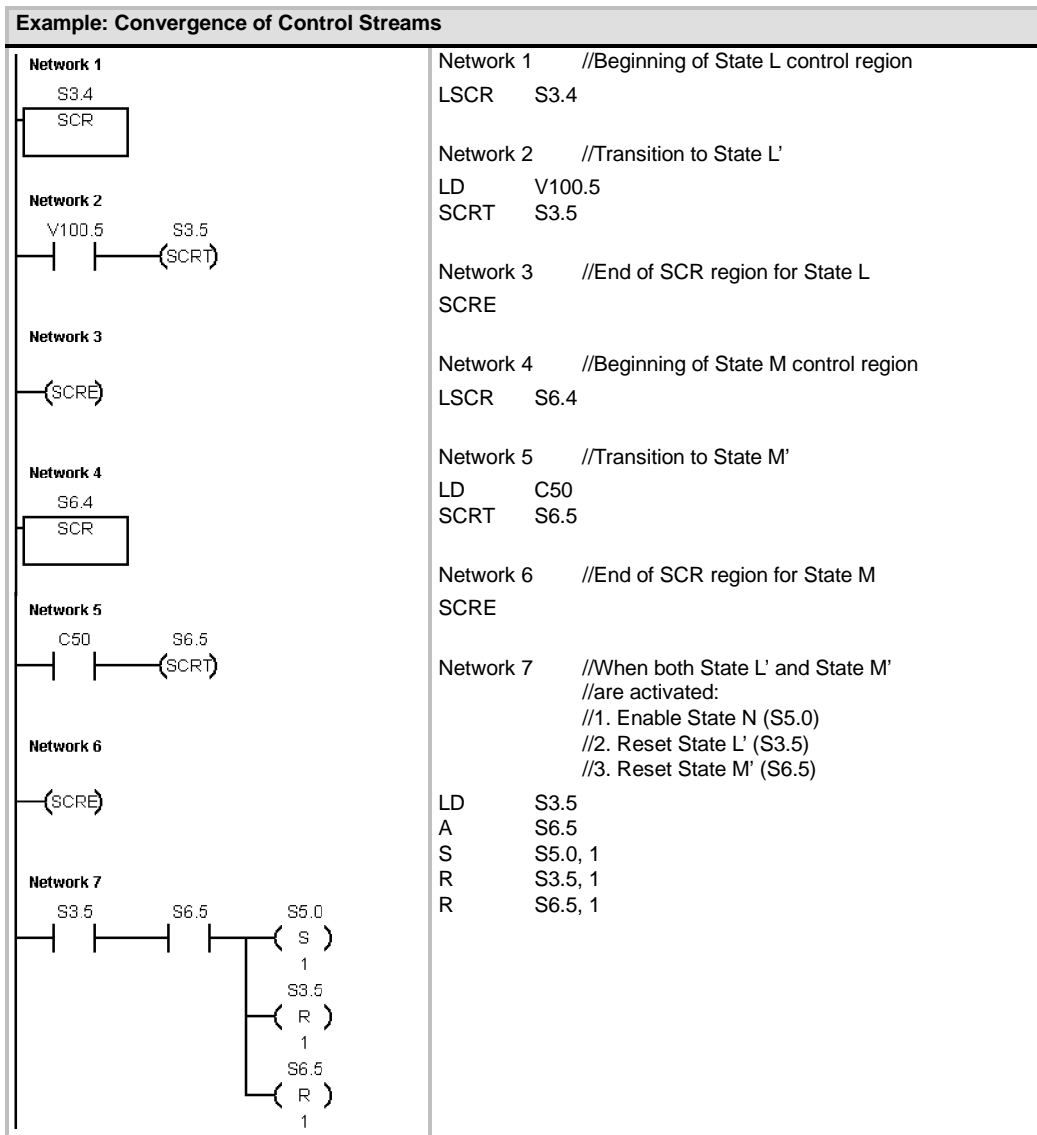 Example: Convergence of Control Streams
Network 1
S3.4
SCR
Network 2
V100.5 S3.5
(SCRT)
Network 3
(SCRE)
Network 4
S6.4
SCR
Network 5
C50 S6.5
(SCRT)
Network 6
(SCRE)
Network 7
S3.5 S6.5 S5.0
( S )
1
S3.5
( R )
1
S6.5
( R )
1
Network 1 //Beginning of State L control region
LSCR S3.4
Network 2 //Transition to State L’
LD V100.5
SCRT S3.5
Network 3 //End of SCR region for State L
SCRE
Network 4 //Beginning of State M control region
LSCR S6.4
Network 5 //Transition to State M’
LD C50
SCRT S6.5
Network 6 //End of SCR region for State M
SCRE
Network 7 //When both State L’ and State M’
//are activated:
//1. Enable State N (S5.0)
//2. Reset State L’ (S3.5)
//3. Reset State M’ (S6.5)
LD S3.5
A S6.5
S S5.0, 1
R S3.5, 1
R S6.5, 1